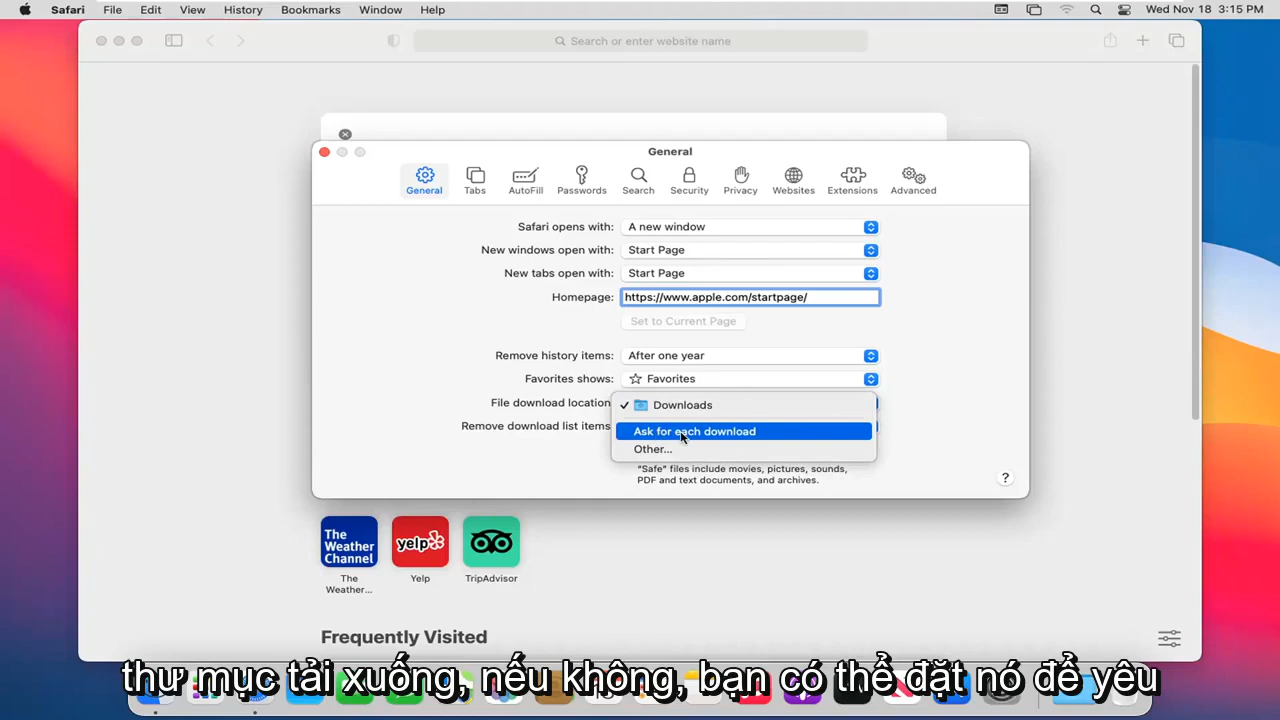 Safari File Edit View History Bookmarks Window Help Wed Nov 18 3:15 PM
Search or enter website name
General
General Tabs AutoFill Passwords Search Security Privacy Websites Extensions Advanced
Safari opens with: A new window
New windows open with: Start Page
New tabs open with: Start Page
Homepage: https://www.apple.com/startpage/
Set to Current Page
Remove history items: After one year
Favorites shows: Favorites
File download location Downloads
Remove download list items Ask for each download
Other...
"Safe" files include movies, pictures, sounds,
PDF and text documents, and archives.
?
The
Weather
Channel
yelp
The
Weather...
Yelp
TripAdvisor
Frequently Visited
thư mục tải xuống, nếu không, bạn có thể đặt nó để yêu